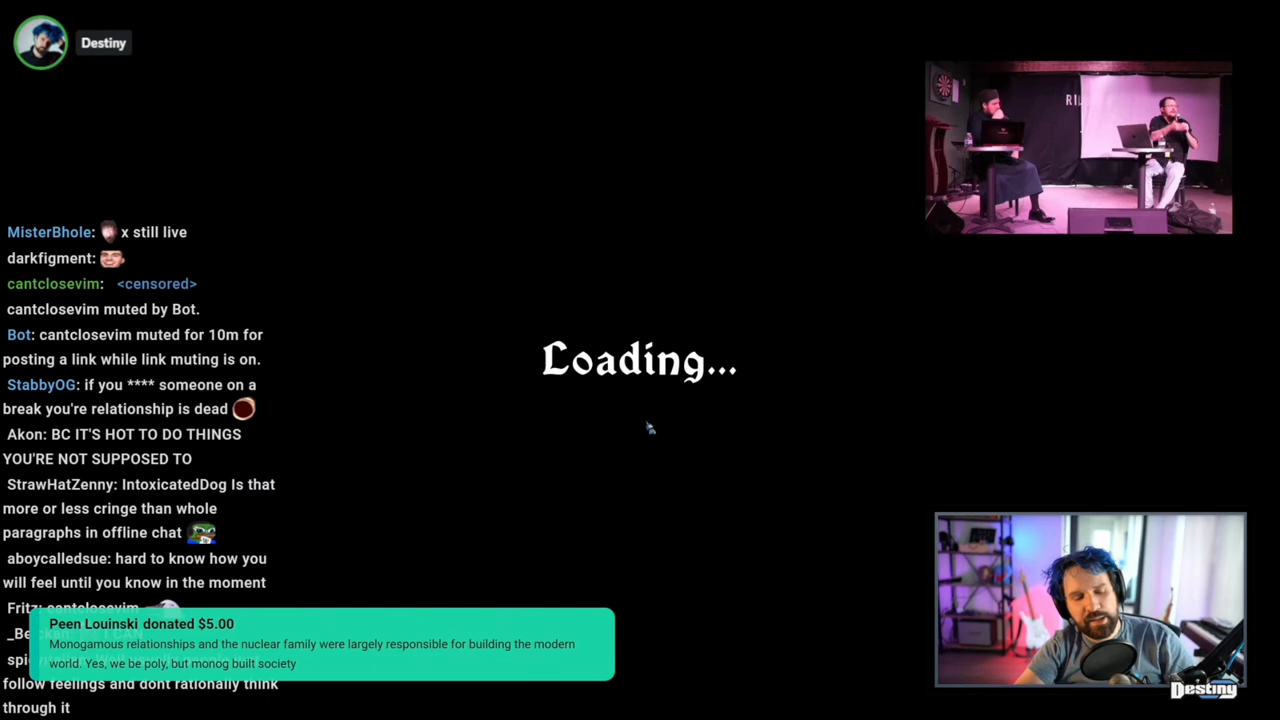 Destiny
RI
MisterBhole: x still live
darkfigment:
cantclosevim: <censored>
cantclosevim muted by Bot.
Bot: cantclosevim muted for 10m for
posting a link while link muting is on.
StabbyOG: if you **** someone on a
break you're relationship is dead
Akon: BC IT'S HOT TO DO THINGS
YOU'RE NOT SUPPOSED TO
StrawHatZenny: IntoxicatedDog Is that
more or less cringe than whole
paragraphs in offline chat
aboycalledsue: hard to know how you
will feel until you know in the moment
Fritz: cantclosevim
follow feelings and dont rationally think
through it
Peen Louinski donated $5.00
Monogamous relationships and the nuclear family were largely responsible for building the modern
world. Yes, we be poly, but monog built society
Loading...
Destiny